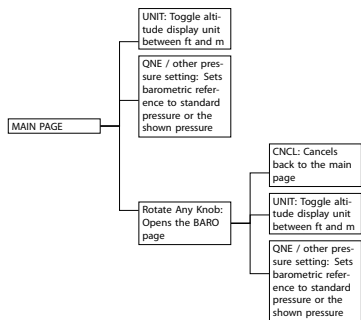 UNIT: Toggle alti-
tude display unit
between ft and m
QNE / other pres-
sure setting: Sets
barometric refer-
ence to standard
pressure or the
shown pressure
MAIN PAGE
Rotate Any Knob:
Opens the BARO
page
CNCL: Cancels
back to the main
page
UNIT: Toggle alti-
tude display unit
between ft and m
QNE / other pres-
sure setting: Sets
barometric refer-
ence to standard
pressure or the
shown pressure